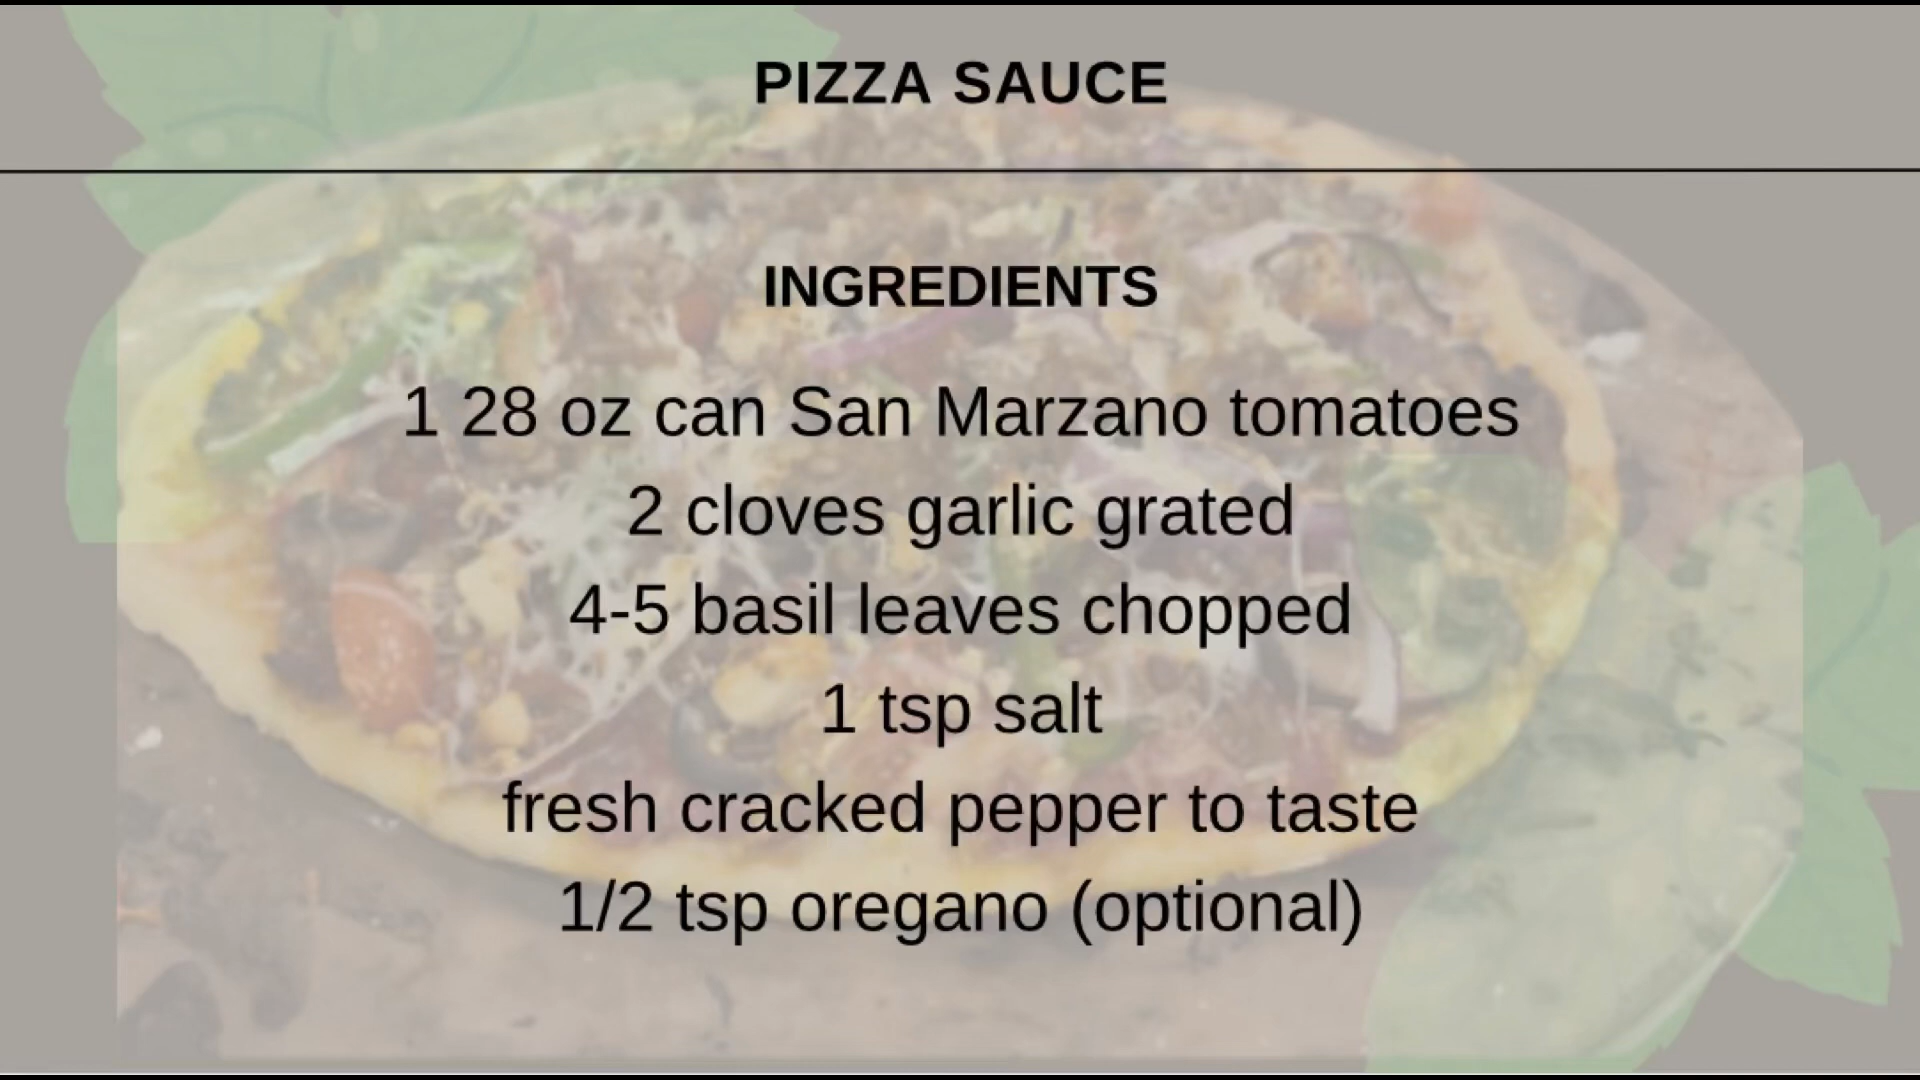 PIZZA SAUCE
INGREDIENTS
1 28 oz can San Marzano tomatoes
2 cloves garlic grated
4-5 basil leaves chopped
1 tsp salt
fresh cracked pepper to taste
1/2 tsp oregano (optional)